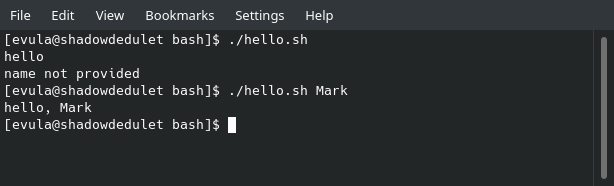 File Edit View Bookmarks Settings Help
[evula@shadowdedulet bash]$ ./hello.sh
hello
name not provided
[evula@shadowdedulet bash]$ ./hello.sh Mark
hello, Mark
[evula@shadowdedulet bash]$